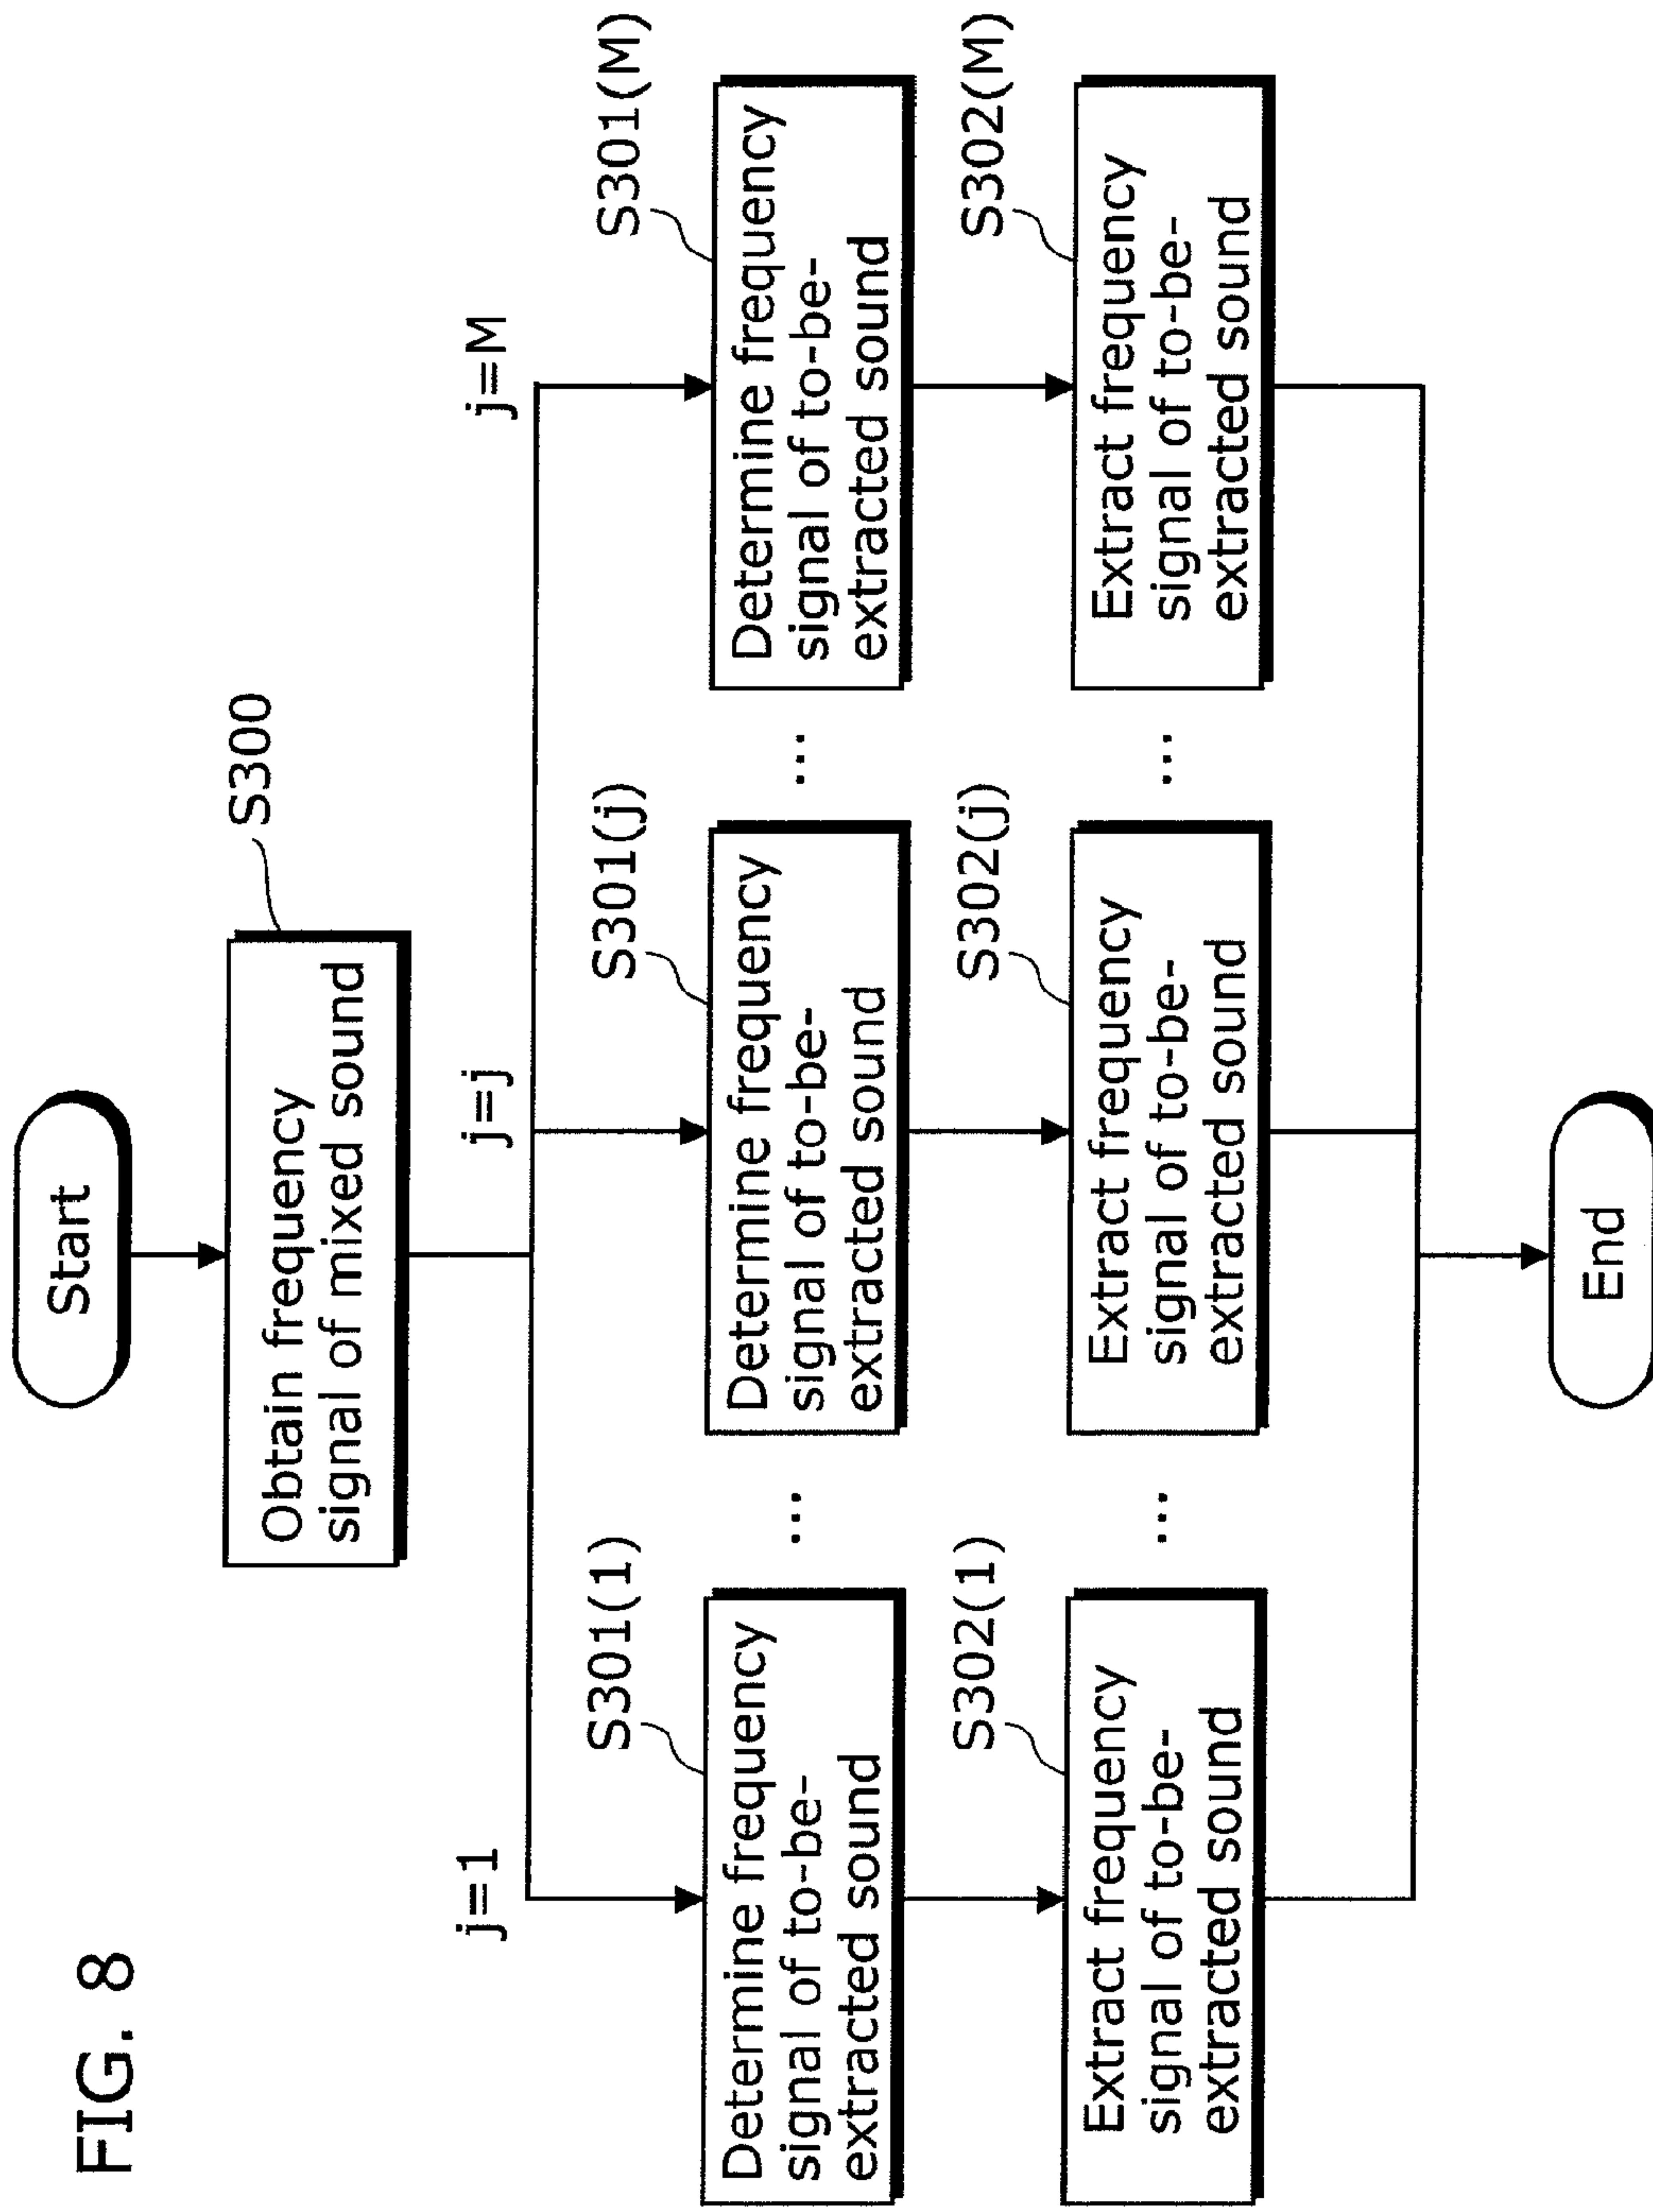 FIG. 8
Start
S300
Obtain frequency
signal of mixed sound
j=1
j=j
j=M
S301(1)
S301(j)
S301(M)
Determine frequency
signal of to-be-
extracted sound
...
Determine frequency
signal of to-be-
extracted sound
...
Determine frequency
signal of to-be-
extracted sound
S302(1)
S302(j)
S302(M)
Extract frequency
signal of to-be-
extracted sound
...
Extract frequency
signal of to-be-
extracted sound
...
Extract frequency
signal of to-be-
extracted sound
End